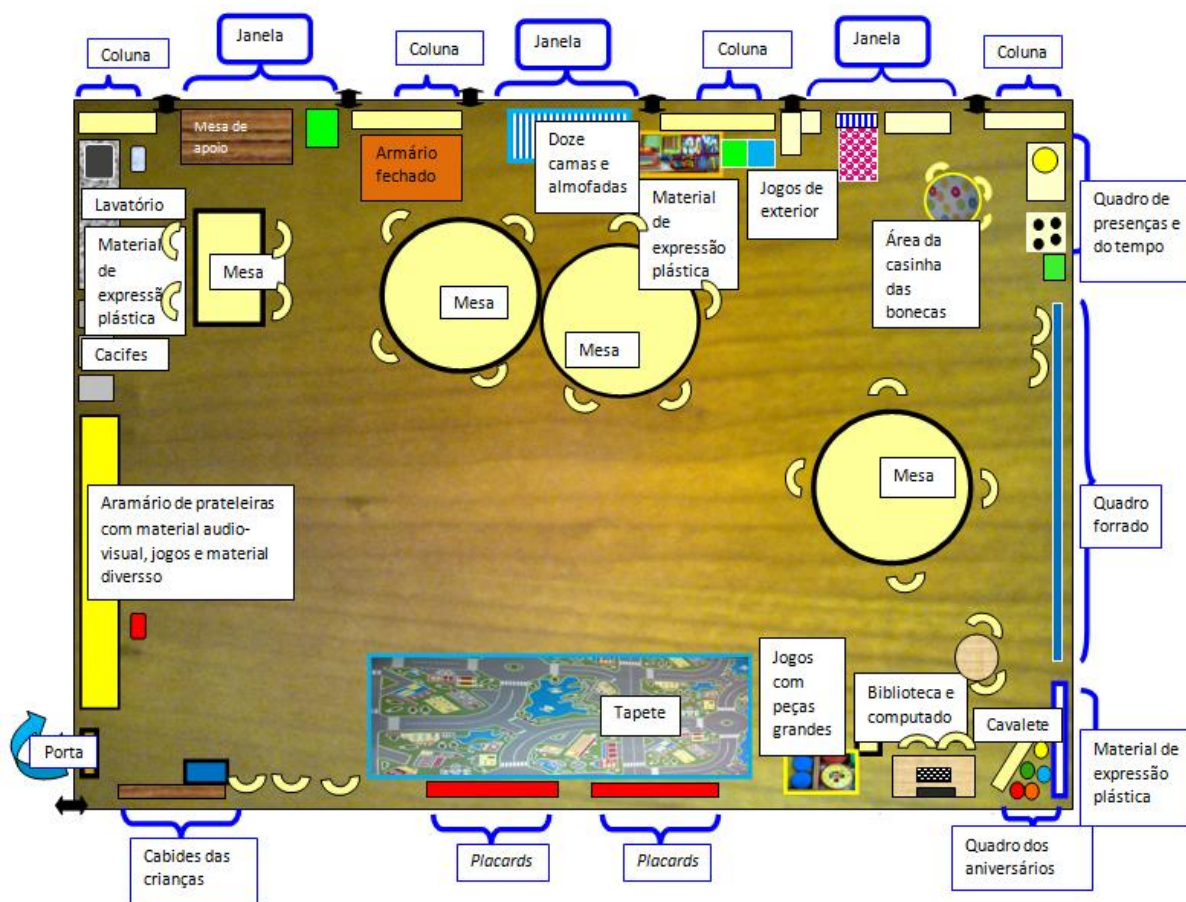 Coluna
Janela
Coluna
Janela
Coluna
Janela
Coluna
Mesa de
apoio
Armário
fechado
Doze
camas e
almofadas
Material
de
expressão
plástica
Jogos de
exterior
Quadro de
presenças e
do tempo
Lavatório
Material
de
expressão
plástica
Mesa
Mesa
Mesa
Área da
casinha
das
bonecas
Cacifes
Mesa
Quadro
forrado
Aramário de prateleiras
com material audio-
visual, jogos e material
diversso
Tapete
Jogos
com
peças
grandes
Biblioteca e
computado
Cavalete
Porta
Material de
expressão
plástica
Cabides das
crianças
Placards
Placards
Quadro dos
aniversários